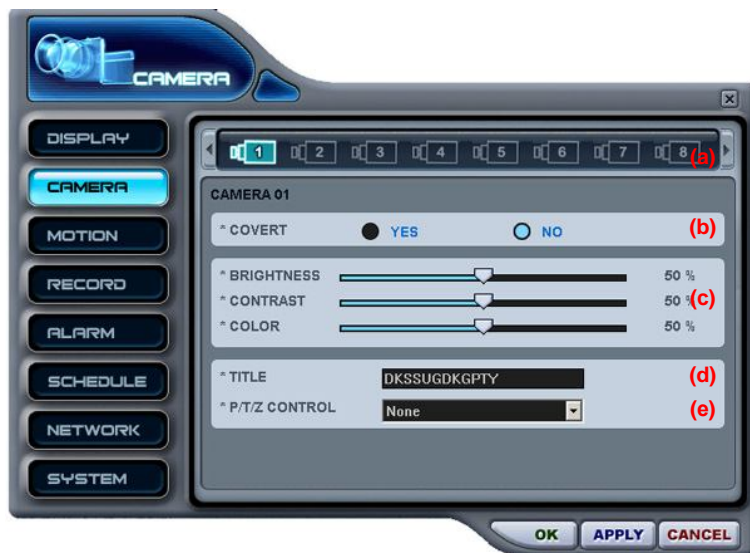 CAMERA
DISPLAY
CAMERA
MOTION
RECORD
ALARM
SCHEDULE
NETWORK
SYSTEM
1 2 3 4 5 6 7 8 (a)
CAMERA 01
* COVERT YES NO (b)
* BRIGHTNESS 50 %
* CONTRAST 50 % (c)
* COLOR 50 %
* TITLE DKSSUGDKGPTY (d)
* P/T/Z CONTROL None (e)
OK APPLY CANCEL